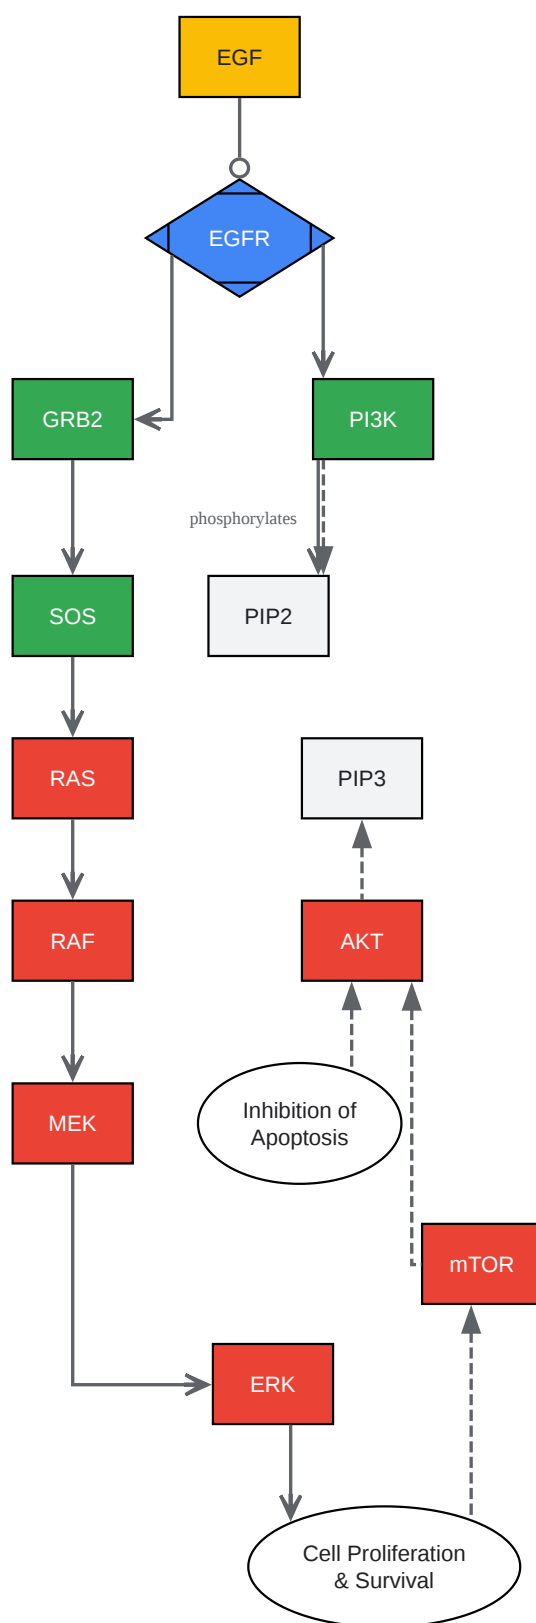 EGF
EGFR
GRB2
PI3K
phosphorylates
SOS
PIP2
RAS
PIP3
RAF
AKT
Inhibition of
Apoptosis
MEK
mTOR
ERK
Cell Proliferation
& Survival